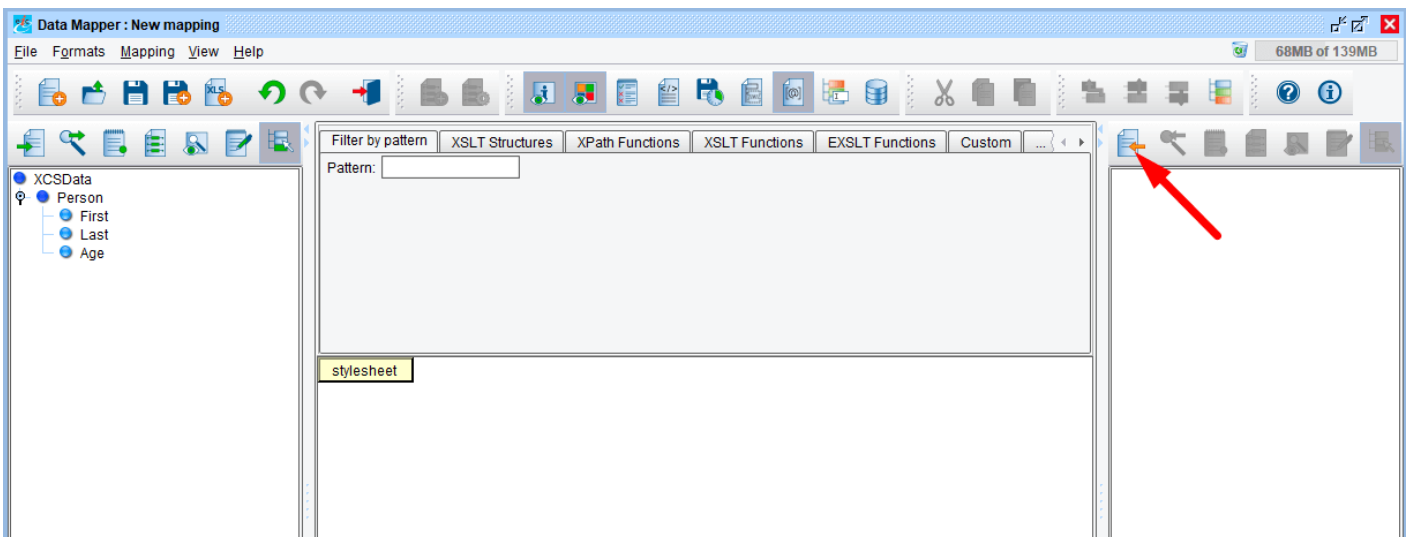 Data Mapper : New mapping
File Formats Mapping View Help
68MB of 139MB
XLS
Filter by pattern XSLT Structures XPath Functions XSLT Functions EXSLT Functions Custom ...
Pattern:
XCSData
Person
First
Last
Age
stylesheet